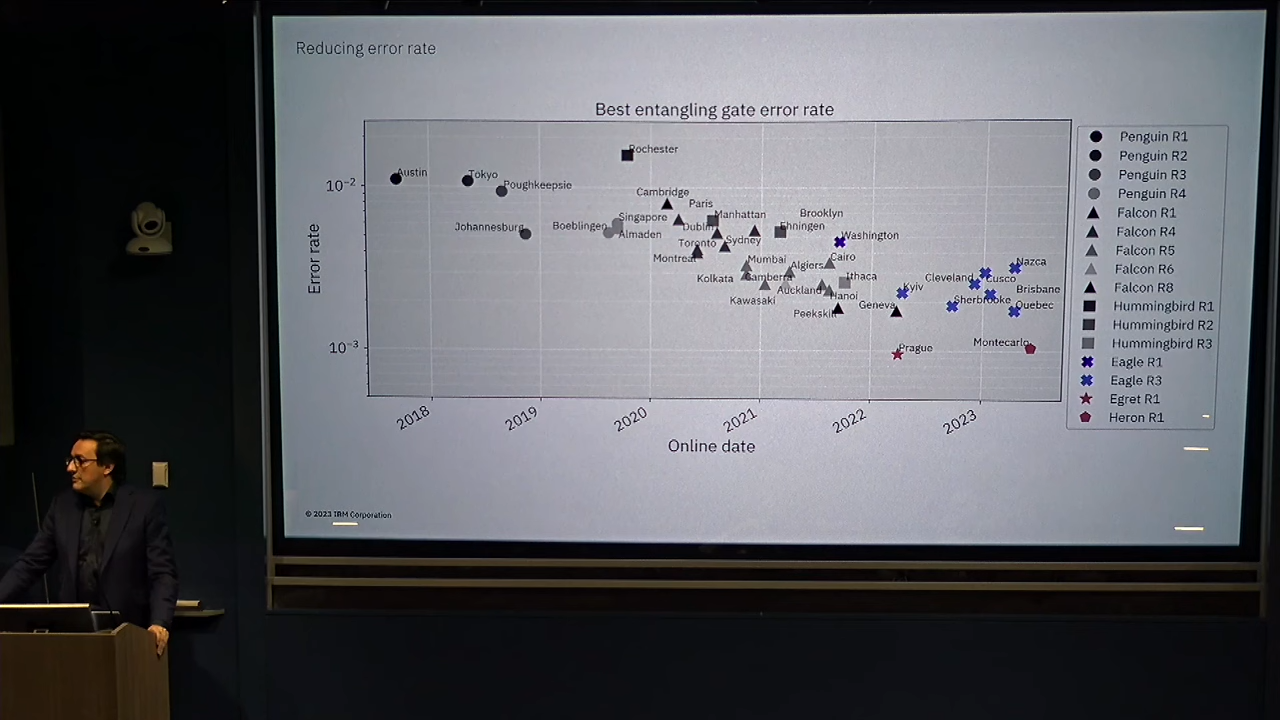 Reducing error rate
Best entangling gate error rate
Error rate
10⁻²
10⁻³
Austin
Tokyo
Poughkeepsie
Johannesburg
Rochester
Boeblingen
Singapore
Almaden
Cambridge
Paris
Manhattan
Dublin
Toronto
Sydney
Montreal
Brooklyn
Ehningen
Washington
Mumbai
Algiers
Cairo
Kolkata
Camberra
Ithaca
Kawasaki
Auckland
Hanoi
Peekskill
Geneva
Kyiv
Cleveland
Cusco
Nazca
Sherbrooke
Brisbane
Quebec
Prague
Montecarlo
2018
2019
2020
2021
2022
2023
Online date
Penguin R1
Penguin R2
Penguin R3
Penguin R4
Falcon R1
Falcon R4
Falcon R5
Falcon R6
Falcon R8
Hummingbird R1
Hummingbird R2
Hummingbird R3
Eagle R1
Eagle R3
Egret R1
Heron R1
© 2023 IBM Corporation